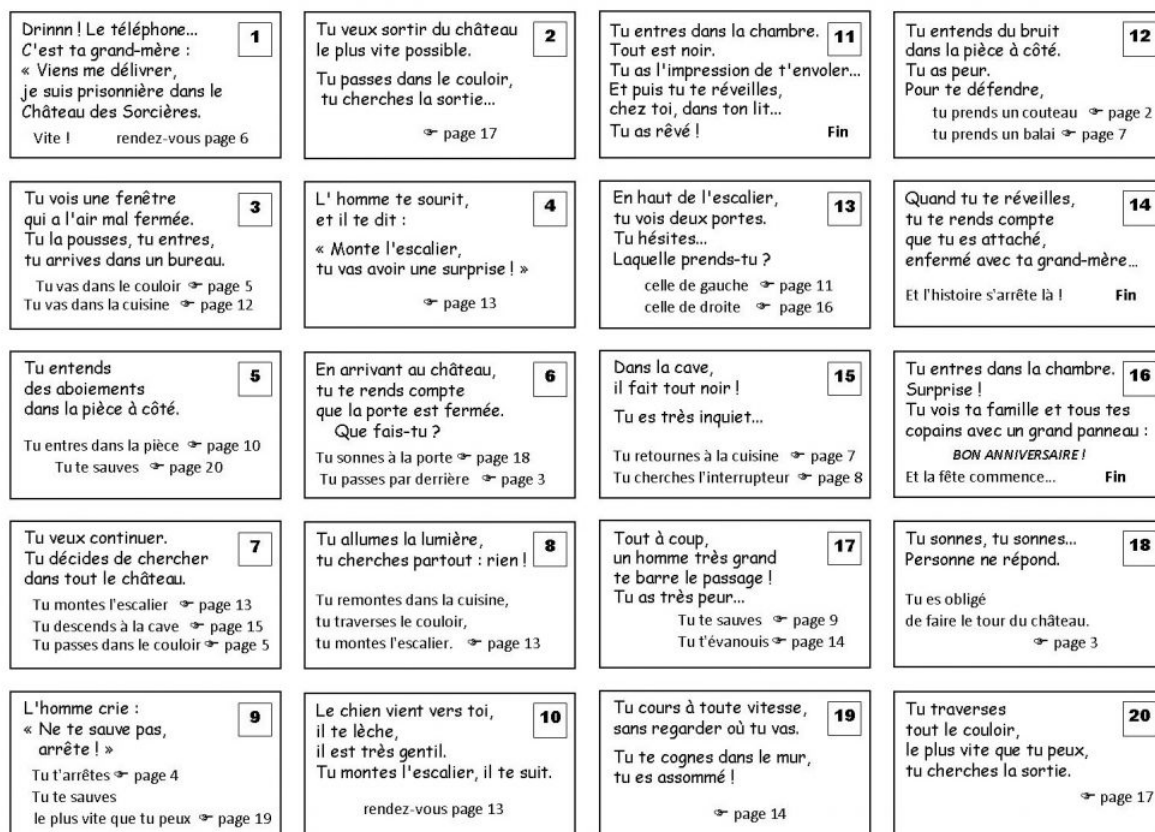 1
Drinnn ! Le téléphone...
C'est ta grand-mère :
« Viens me délivrer,
je suis prisonnière dans le
Château des Sorcières.
Vite ! rendez-vous page 6
2
Tu veux sortir du château
le plus vite possible.
Tu passes dans le couloir,
tu cherches la sortie...
☞ page 17
11
Tu entres dans la chambre.
Tout est noir.
Tu as l'impression de t'envoler...
Et puis tu te réveilles,
chez toi, dans ton lit...
Tu as rêvé ! Fin
12
Tu entends du bruit
dans la pièce à côté.
Tu as peur.
Pour te défendre,
tu prends un couteau ☞ page 2
tu prends un balai ☞ page 7
3
Tu vois une fenêtre
qui a l'air mal fermée.
Tu la pousses, tu entres,
tu arrives dans un bureau.
Tu vas dans le couloir ☞ page 5
Tu vas dans la cuisine ☞ page 12
4
L' homme te sourit,
et il te dit :
« Monte l'escalier,
tu vas avoir une surprise ! »
☞ page 13
13
En haut de l'escalier,
tu vois deux portes.
Tu hésites...
Laquelle prends-tu ?
celle de gauche ☞ page 11
celle de droite ☞ page 16
14
Quand tu te réveilles,
tu te rends compte
que tu es attaché,
enfermé avec ta grand-mère...
Et l'histoire s'arrête là ! Fin
5
Tu entends
des aboiements
dans la pièce à côté.
Tu entres dans la pièce ☞ page 10
Tu te sauves ☞ page 20
6
En arrivant au château,
tu te rends compte
que la porte est fermée.
Que fais-tu ?
Tu sonnes à la porte ☞ page 18
Tu passes par derrière ☞ page 3
15
Dans la cave,
il fait tout noir !
Tu es très inquiet...
Tu retournes à la cuisine ☞ page 7
Tu cherches l'interrupteur ☞ page 8
16
Tu entres dans la chambre.
Surprise !
Tu vois ta famille et tous tes
copains avec un grand panneau :
BON ANNIVERSAIRE !
Et la fête commence... Fin
7
Tu veux continuer.
Tu décides de chercher
dans tout le château.
Tu montes l'escalier ☞ page 13
Tu descends à la cave ☞ page 15
Tu passes dans le couloir ☞ page 5
8
Tu allumes la lumière,
tu cherches partout : rien !
Tu remontes dans la cuisine,
tu traverses le couloir,
tu montes l'escalier. ☞ page 13
17
Tout à coup,
un homme très grand
te barre le passage !
Tu as très peur...
Tu te sauves ☞ page 9
Tu t'évanouis ☞ page 14
18
Tu sonnes, tu sonnes...
Personne ne répond.
Tu es obligé
de faire le tour du château.
☞ page 3
9
L'homme crie :
« Ne te sauve pas,
arrête ! »
Tu t'arrêtes ☞ page 4
Tu te sauves
le plus vite que tu peux ☞ page 19
10
Le chien vient vers toi,
il te lèche,
il est très gentil.
Tu montes l'escalier, il te suit.
rendez-vous page 13
19
Tu cours à toute vitesse,
sans regarder où tu vas.
Tu te cognes dans le mur,
tu es assommé !
☞ page 14
20
Tu traverses
tout le couloir,
le plus vite que tu peux,
tu cherches la sortie.
☞ page 17